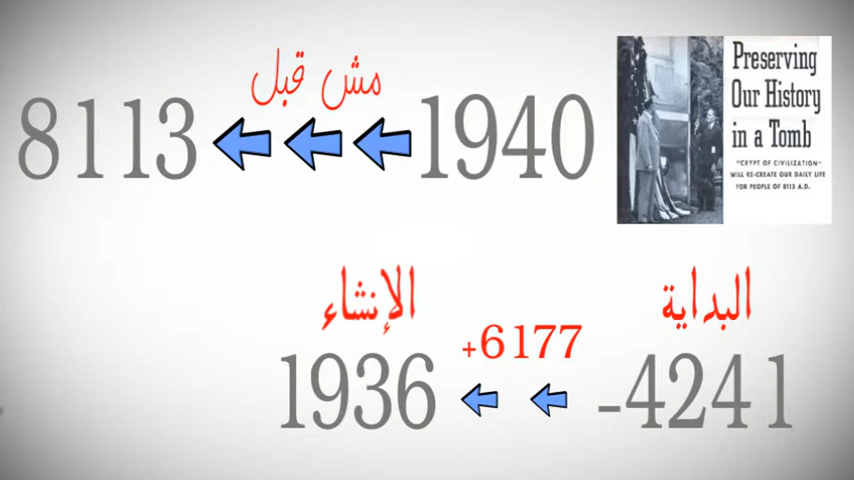 مش قبل
8113
1940
Preserving
Our History
in a Tomb
"CRYPT OF CIVILIZATION"
WILL RE-CREATE OUR DAILY LIFE
FOR PEOPLE OF 8113 A.D.
البداية
الإنشاء
+6177
-4241
1936